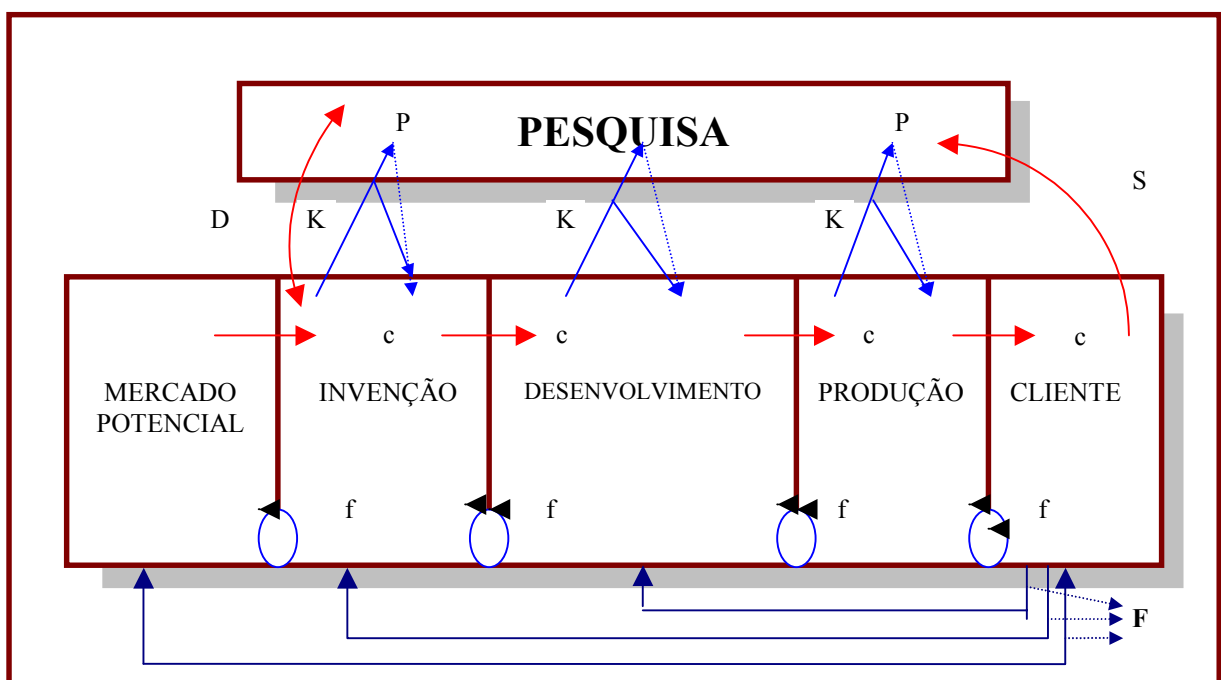 P PESQUISA P
S
D K K K
c c c c
MERCADO POTENCIAL
INVENÇÃO
DESENVOLVIMENTO
PRODUÇÃO
CLIENTE
f f f f
F